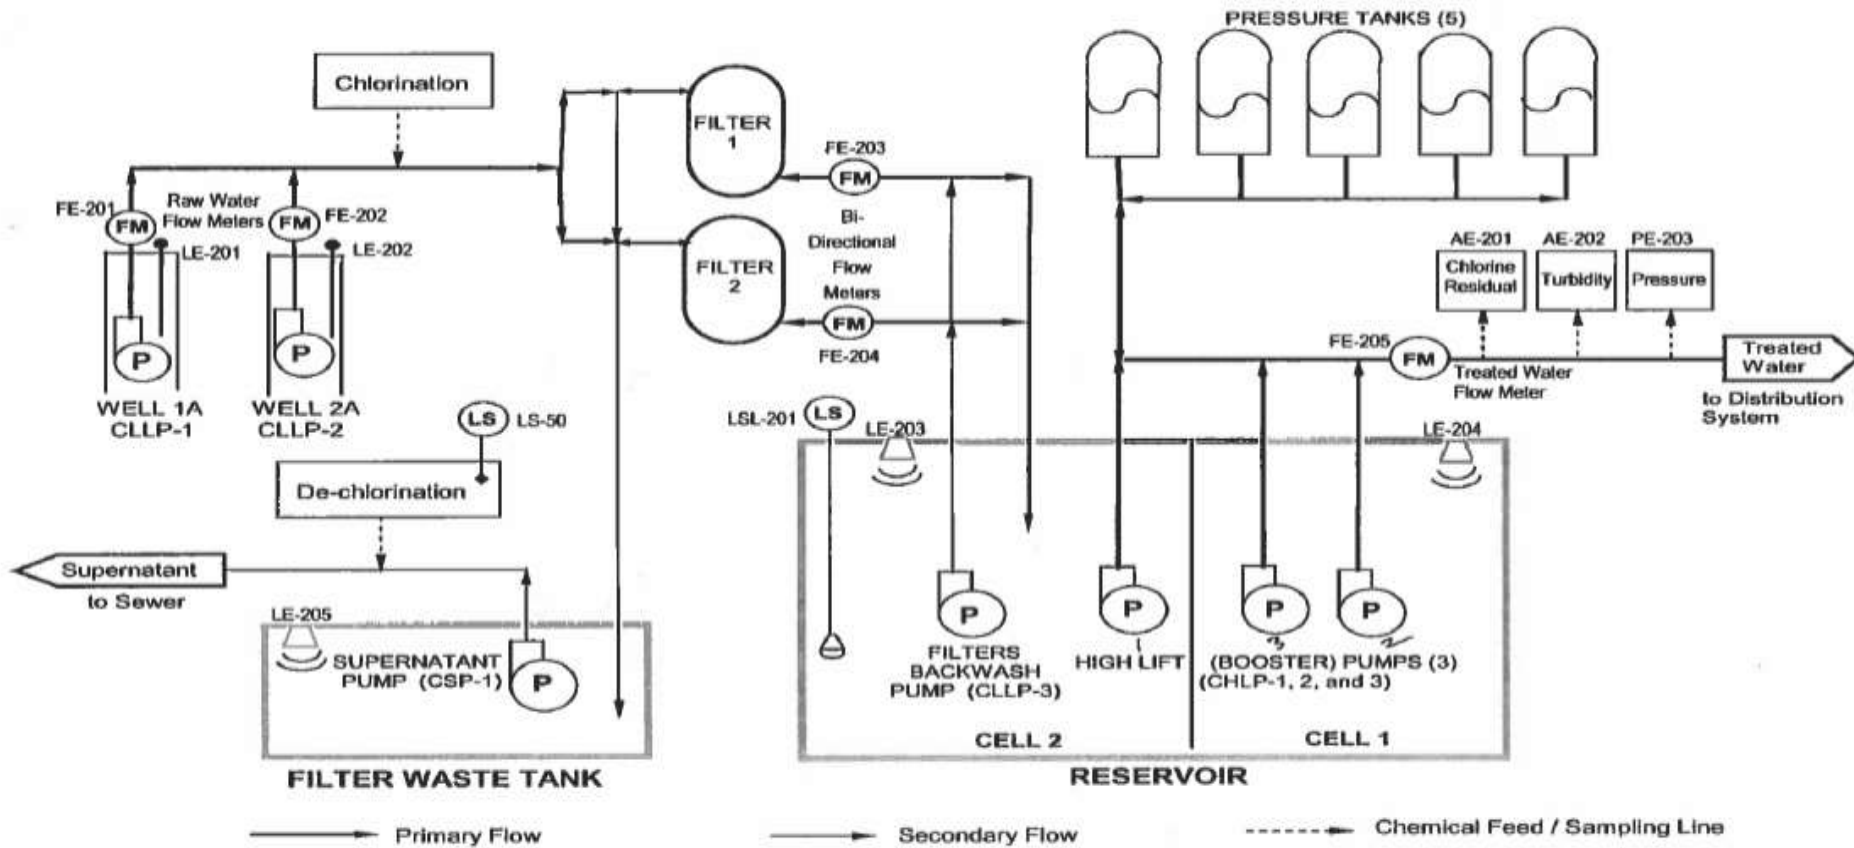 PRESSURE TANKS (5)
Chlorination
FILTER
1
FE-203
FM
FE-201
FM
Raw Water
Flow Meters
FM
FE-202
LE-201
LE-202
Bi-
Directional
Flow
Meters
FILTER
2
FM
FE-204
AE-201
Chlorine
Residual
AE-202
Turbidity
PE-203
Pressure
FE-205
FM
Treated Water
Flow Meter
Treated
Water
to Distribution
System
P
P
WELL 1A
CLLP-1
WELL 2A
CLLP-2
LS
LS-50
LSL-201
LS
LE-203
LE-204
De-chlorination
Supernatant
to Sewer
LE-205
SUPERNATANT
PUMP (CSP-1)
P
P
FILTERS
BACKWASH
PUMP (CLLP-3)
P
1
HIGH LIFT
P
3
P
2
(BOOSTER) PUMPS (3)
(CHLP-1, 2, and 3)
CELL 2
CELL 1
FILTER WASTE TANK
RESERVOIR
Primary Flow
Secondary Flow
Chemical Feed / Sampling Line